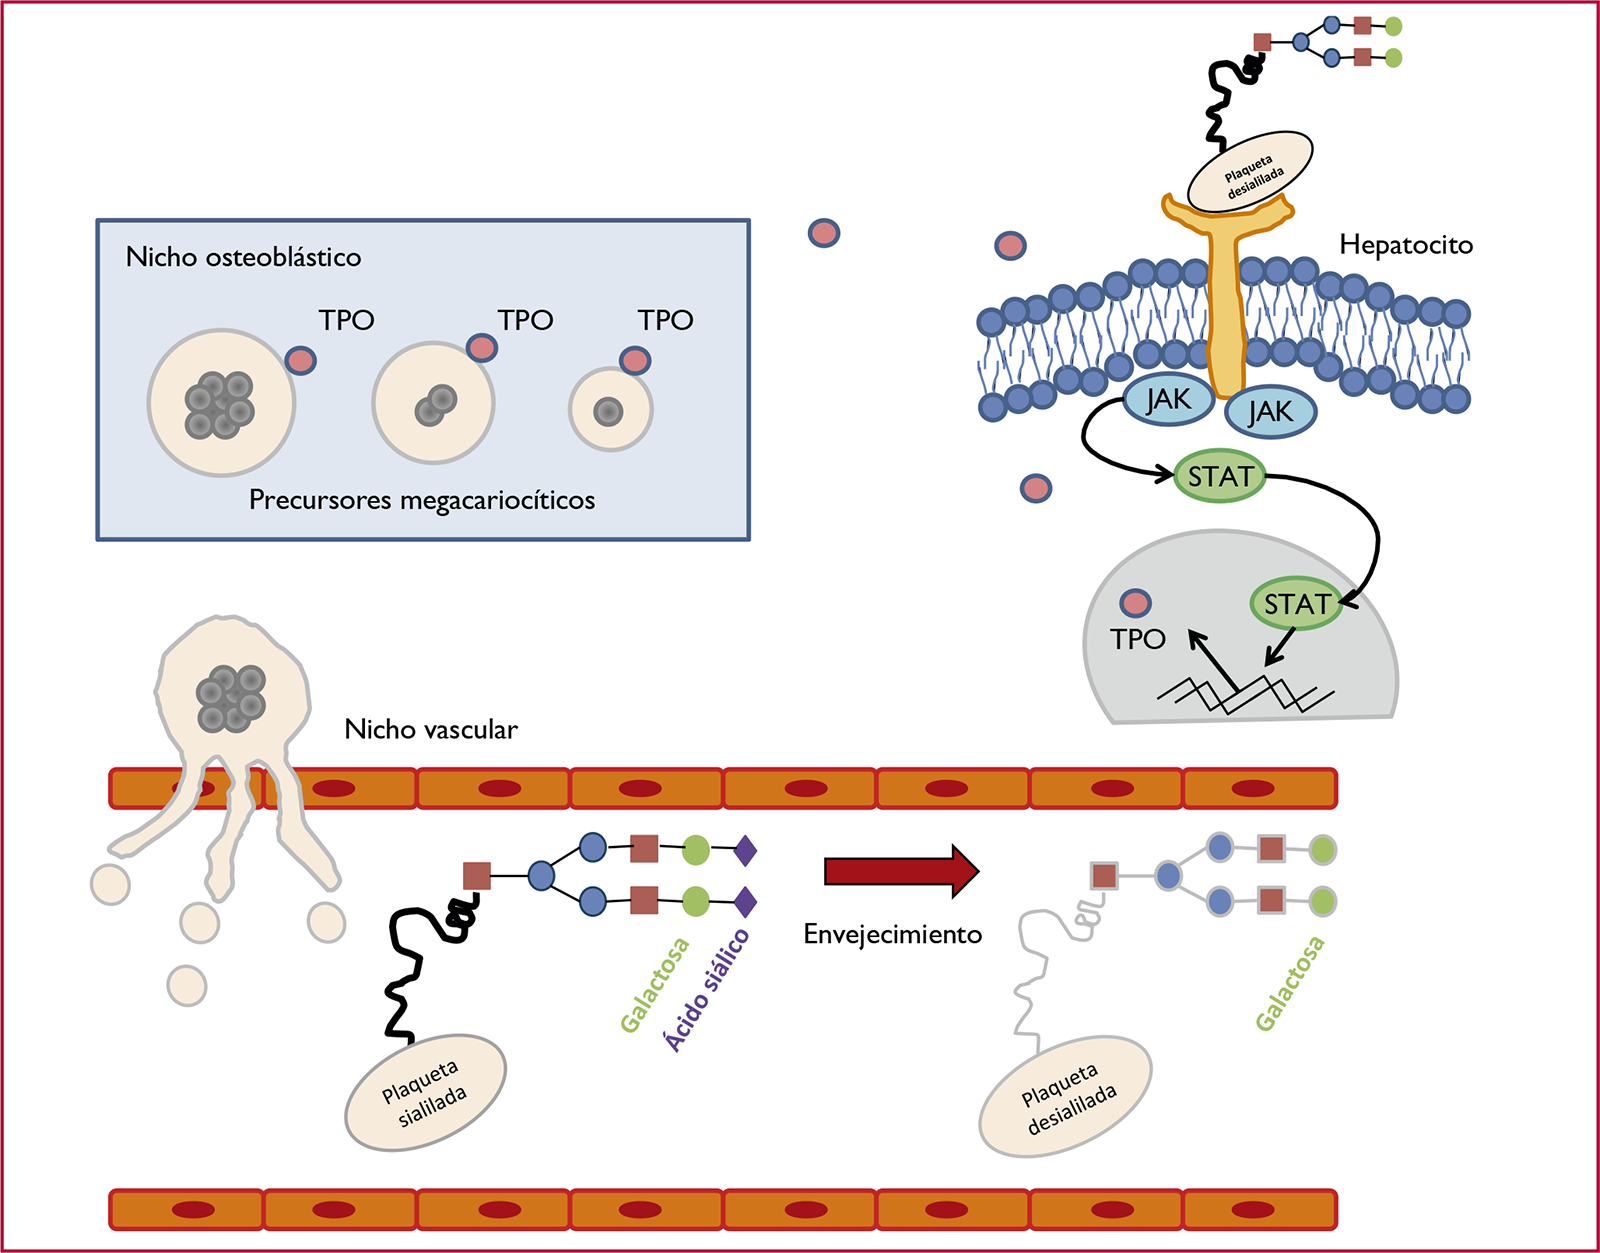 Plaqueta
desialilada
Hepatocito
Nicho osteoblástico
TPO
TPO
TPO
Precursores megacariocíticos
JAK
JAK
STAT
STAT
TPO
Nicho vascular
Envejecimiento
Galactosa
Ácido siálico
Galactosa
Plaqueta
sialilada
Plaqueta
desialilada